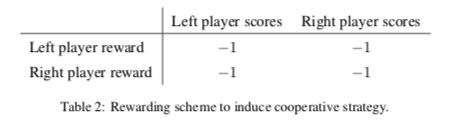 Left player scores Right player scores
Left player reward −1 −1
Right player reward −1 −1
Table 2: Rewarding scheme to induce cooperative strategy.